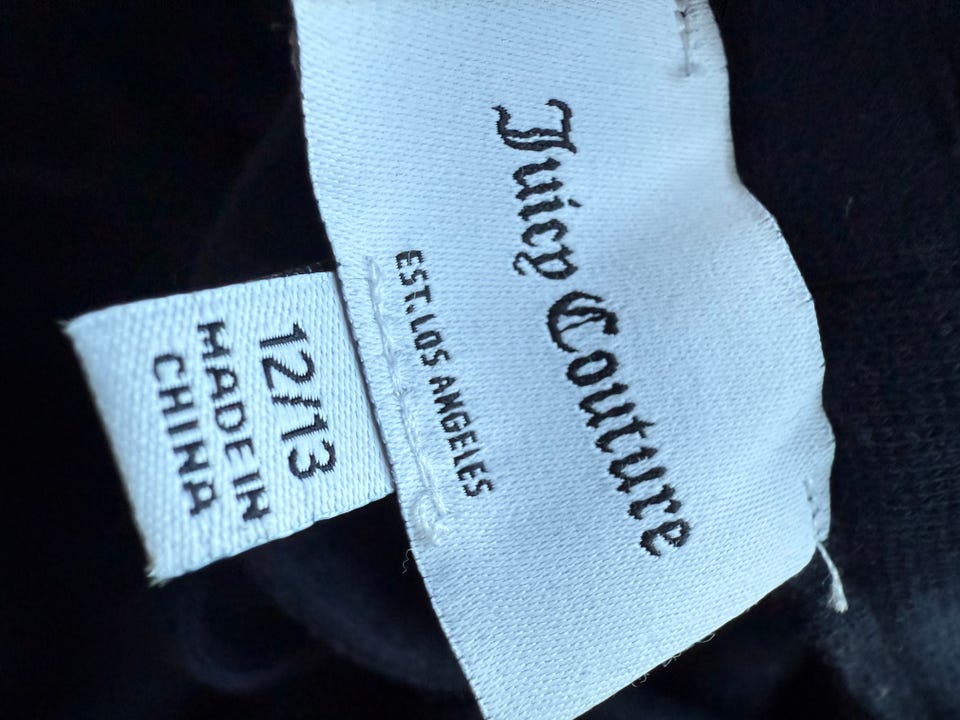 Juicy Couture
EST. LOS ANGELES
12/13
MADE IN
CHINA